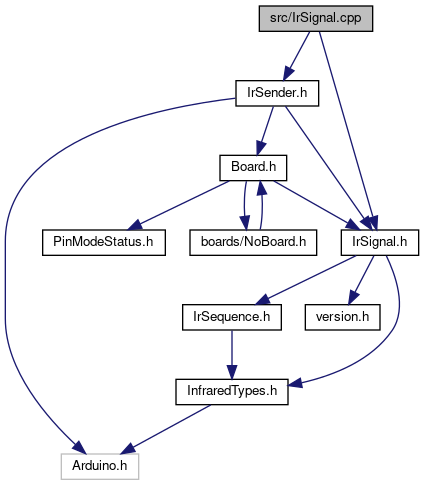 src/IrSignal.cpp
IrSender.h
Board.h
PinModeStatus.h
boards/NoBoard.h
IrSignal.h
IrSequence.h
version.h
InfraredTypes.h
Arduino.h